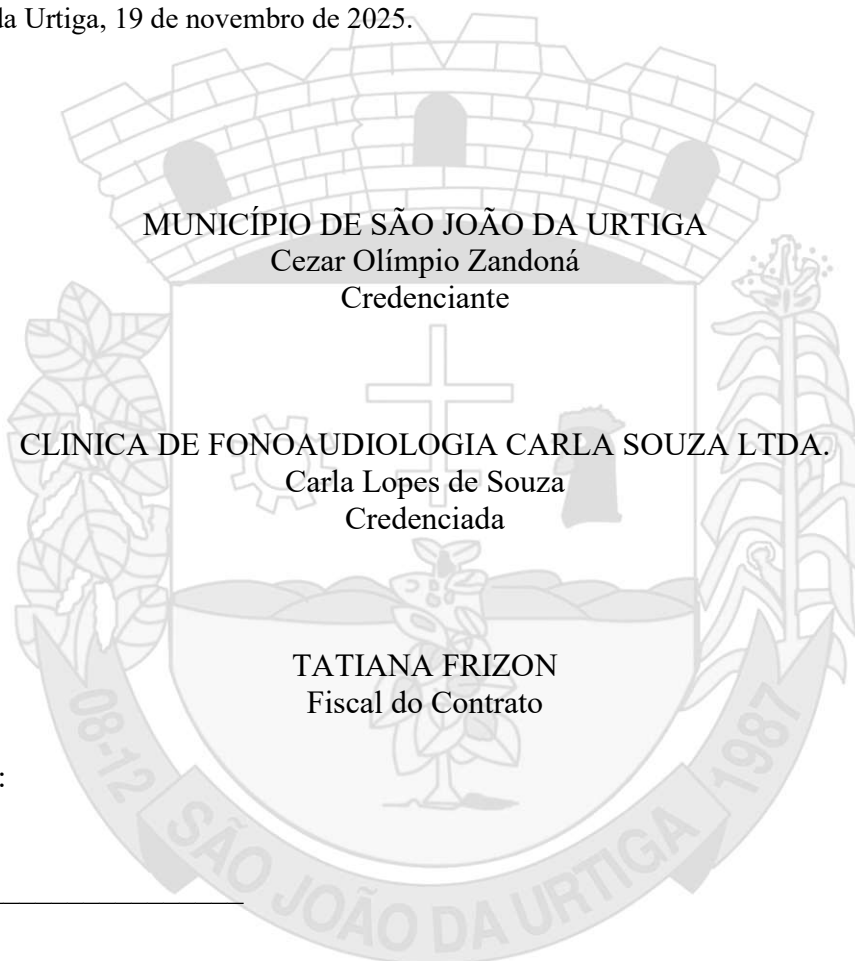 da Urtiga, 19 de novembro de 2025.
MUNICÍPIO DE SÃO JOÃO DA URTIGA
Cezar Olímpio Zandoná
Credenciante
CLINICA DE FONOAUDIOLOGIA CARLA SOUZA LTDA.
Carla Lopes de Souza
Credenciada
TATIANA FRIZON
Fiscal do Contrato
:
08-12 SÃO JOÃO DA URTIGA 1987